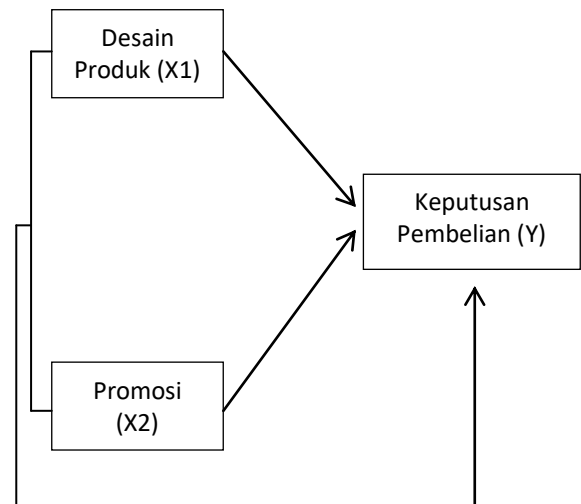 Desain
Produk (X1)
Keputusan
Pembelian (Y)
Promosi
(X2)